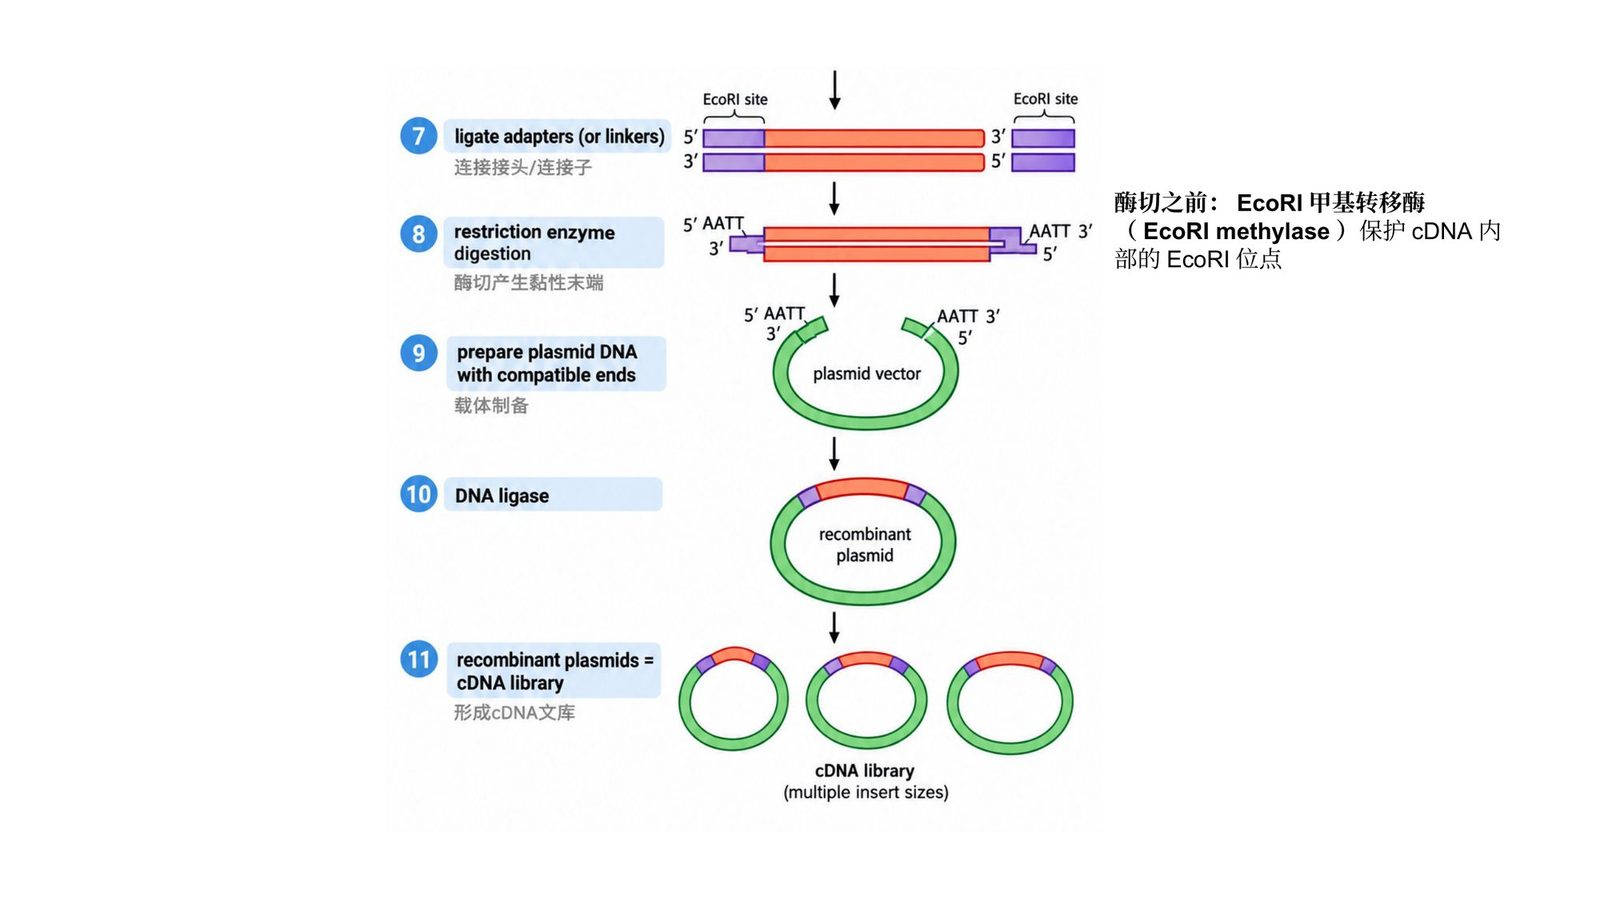 EcoRI site
EcoRI site
7
ligate adapters (or linkers)
连接接头/连接子
5′
3′
3′
5′
8
restriction enzyme
digestion
酶切产生黏性末端
5′ AATT
3′
AATT 3′
5′
酶切之前： EcoRI 甲基转移酶
（ EcoRI methylase ）保护 cDNA 内
部的 EcoRI 位点
9
prepare plasmid DNA
with compatible ends
载体制备
5′ AATT
3′
AATT 3′
5′
plasmid vector
10
DNA ligase
recombinant
plasmid
11
recombinant plasmids =
cDNA library
形成cDNA文库
cDNA library
(multiple insert sizes)